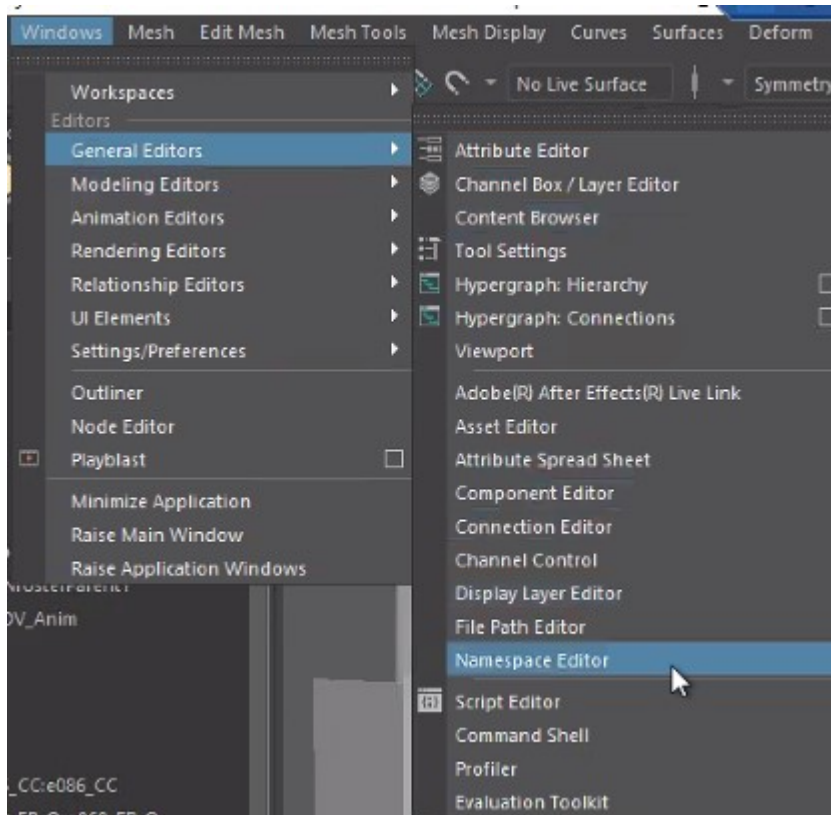 Windows Mesh Edit Mesh Mesh Tools Mesh Display Curves Surfaces Deform
No Live Surface Symmetry
Workspaces
Editors
General Editors
Modeling Editors
Animation Editors
Rendering Editors
Relationship Editors
UI Elements
Settings/Preferences
Outliner
Node Editor
Playblast
Minimize Application
Raise Main Window
Raise Application Windows
Attribute Editor
Channel Box / Layer Editor
Content Browser
Tool Settings
Hypergraph: Hierarchy
Hypergraph: Connections
Viewport
Adobe(R) After Effects(R) Live Link
Asset Editor
Attribute Spread Sheet
Component Editor
Connection Editor
Channel Control
Display Layer Editor
File Path Editor
Namespace Editor
Script Editor
Command Shell
Profiler
Evaluation Toolkit
OV_Anim
_CC:e086_CC